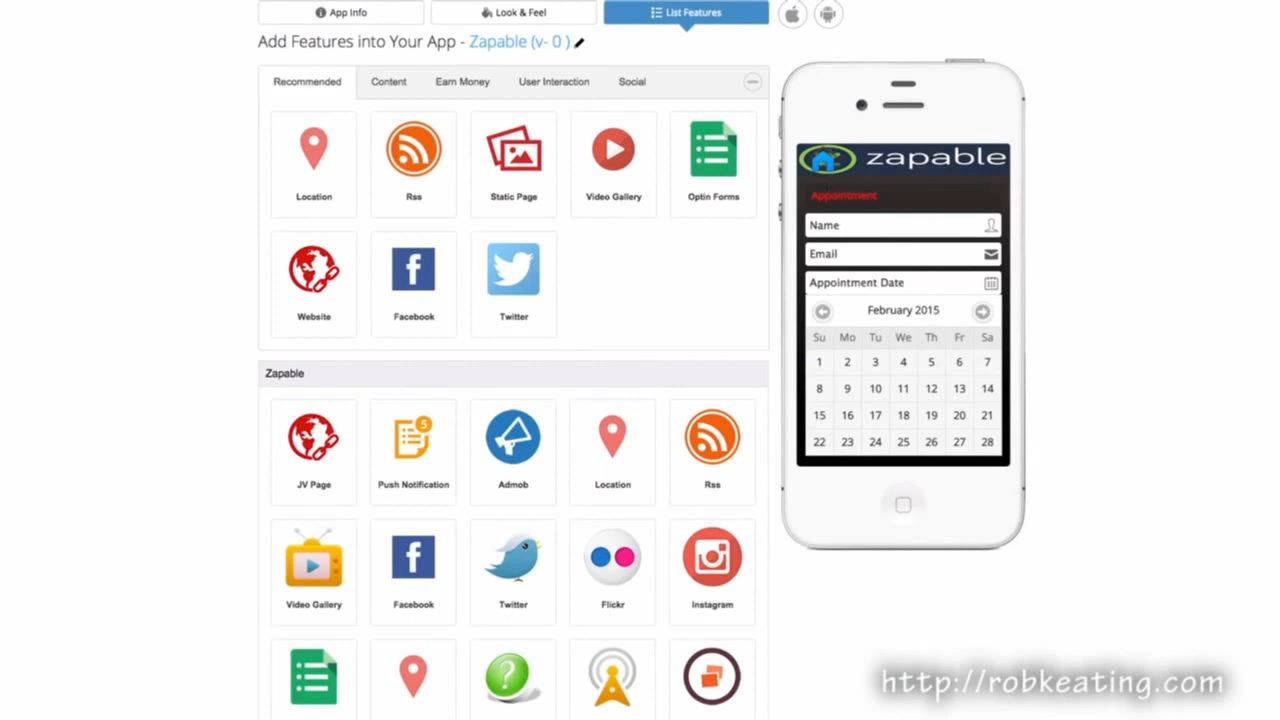 App Info Look & Feel List Features
Add Features into Your App - Zapable (v- 0 )
Recommended Content Earn Money User Interaction Social
Location Rss Static Page Video Gallery Optin Forms
Website Facebook Twitter
Zapable
JV Page Push Notification Admob Location Rss
5
Video Gallery Facebook Twitter Flickr Instagram
zapable
Appointment
Name
Email
Appointment Date
February 2015
Su Mo Tu We Th Fr Sa
1 2 3 4 5 6 7
8 9 10 11 12 13 14
15 16 17 18 19 20 21
22 23 24 25 26 27 28
http://robkeating.com